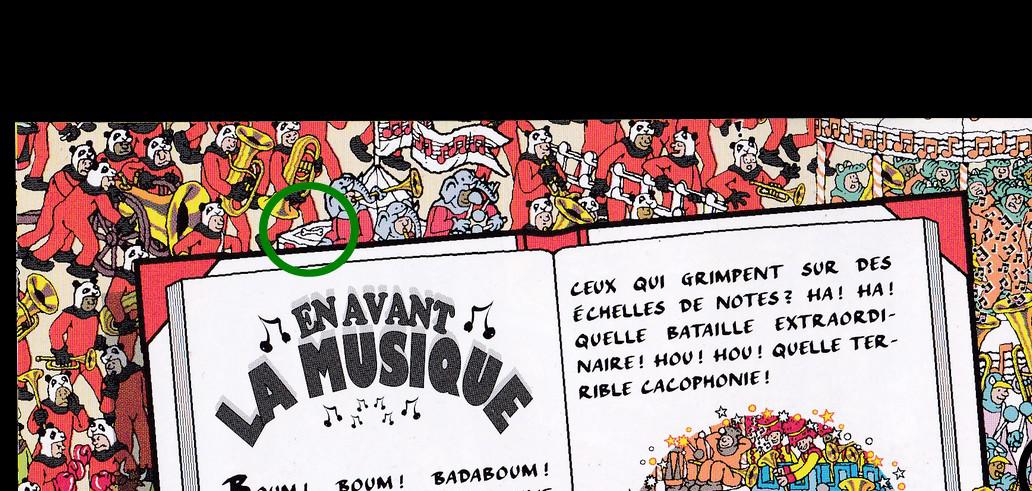 EN AVANT
LA MUSIQUE
BOUM! BOUM! BADABOUM!
CEUX QUI GRIMPENT SUR DES
ÉCHELLES DE NOTES? HA! HA!
QUELLE BATAILLE EXTRAORDI-
NAIRE! HOU! HOU! QUELLE TER-
RIBLE CACOPHONIE!